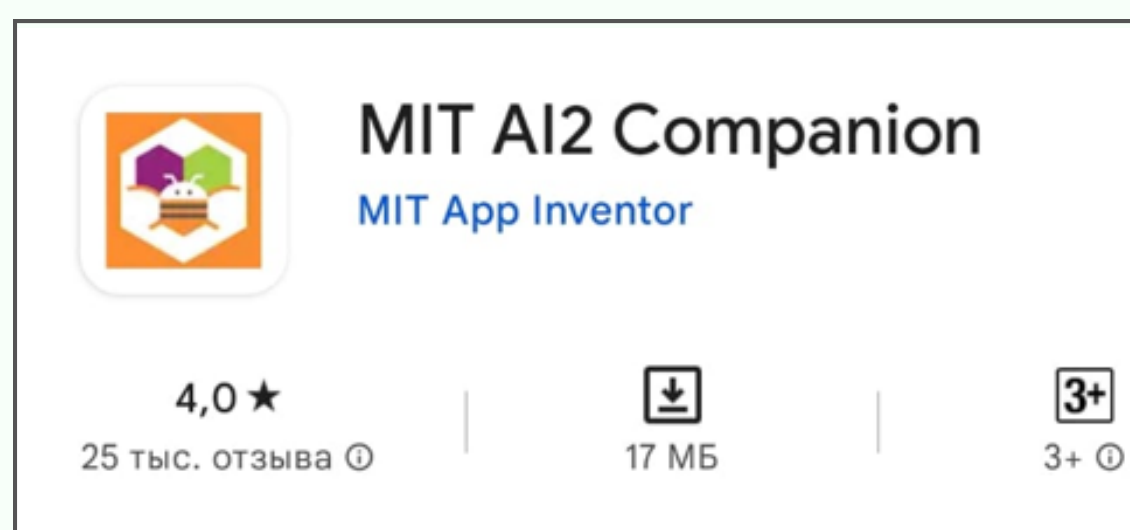 MIT AI2 Companion
MIT App Inventor
4,0 ★ 3+
25 тыс. отзыва 17 МБ 3+